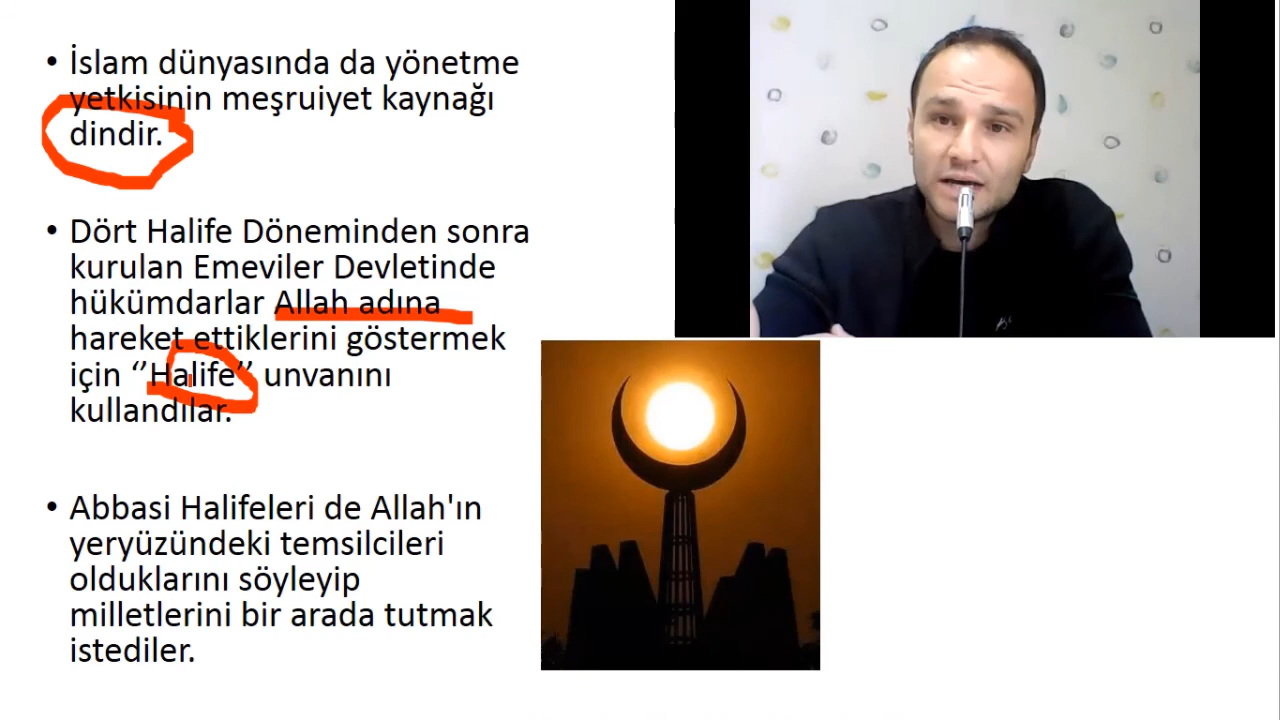 • İslam dünyasında da yönetme
yetkisinin meşruiyet kaynağı
dindir.
• Dört Halife Döneminden sonra
kurulan Emeviler Devletinde
hükümdarlar Allah adına
hareket ettiklerini göstermek
için ‘’Halife’’ unvanını
kullandılar.
• Abbasi Halifeleri de Allah'ın
yeryüzündeki temsilcileri
olduklarını söyleyip
milletlerini bir arada tutmak
istediler.